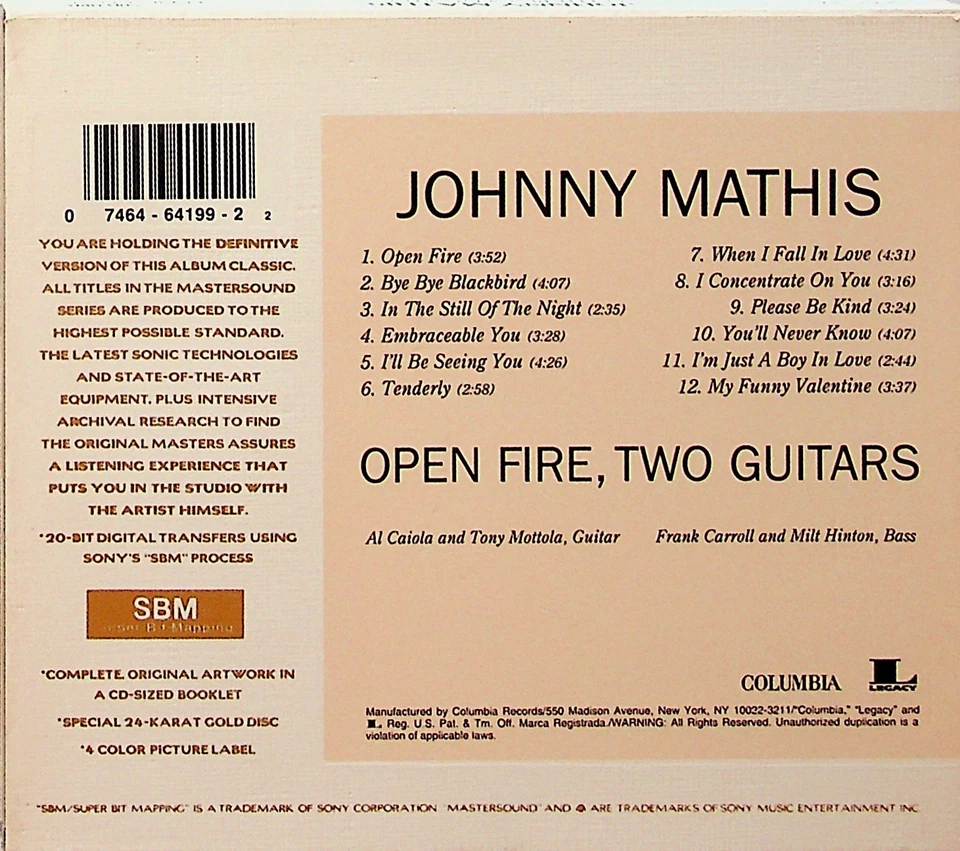 0 7464 - 64199 - 2 2
YOU ARE HOLDING THE DEFINITIVE
VERSION OF THIS ALBUM CLASSIC.
ALL TITLES IN THE MASTERSOUND
SERIES ARE PRODUCED TO THE
HIGHEST POSSIBLE STANDARD.
THE LATEST SONIC TECHNOLOGIES
AND STATE-OF-THE-ART
EQUIPMENT, PLUS INTENSIVE
ARCHIVAL RESEARCH TO FIND
THE ORIGINAL MASTERS ASSURES
A LISTENING EXPERIENCE THAT
PUTS YOU IN THE STUDIO WITH
THE ARTIST HIMSELF.
*20-BIT DIGITAL TRANSFERS USING
SONY'S "SBM" PROCESS
SBM
Super Bit Mapping
*COMPLETE ORIGINAL ARTWORK IN
A CD-SIZED BOOKLET
*SPECIAL 24-KARAT GOLD DISC
*4 COLOR PICTURE LABEL
JOHNNY MATHIS
1. Open Fire (3:52)
2. Bye Bye Blackbird (4:07)
3. In The Still Of The Night (2:35)
4. Embraceable You (3:28)
5. I'll Be Seeing You (4:26)
6. Tenderly (2:58)
7. When I Fall In Love (4:31)
8. I Concentrate On You (3:16)
9. Please Be Kind (3:24)
10. You'll Never Know (4:07)
11. I'm Just A Boy In Love (2:44)
12. My Funny Valentine (3:37)
OPEN FIRE, TWO GUITARS
Al Caiola and Tony Mottola, Guitar Frank Carroll and Milt Hinton, Bass
COLUMBIA L LEGACY
Manufactured by Columbia Records/550 Madison Avenue, New York, NY 10022-3211/"Columbia," "Legacy" and
L Reg. U.S. Pat. & Tm. Off. Marca Registrada./WARNING: All Rights Reserved. Unauthorized duplication is a
violation of applicable laws.
"SBM/SUPER BIT MAPPING" IS A TRADEMARK OF SONY CORPORATION "MASTERSOUND" AND ARE TRADEMARKS OF SONY MUSIC ENTERTAINMENT INC.